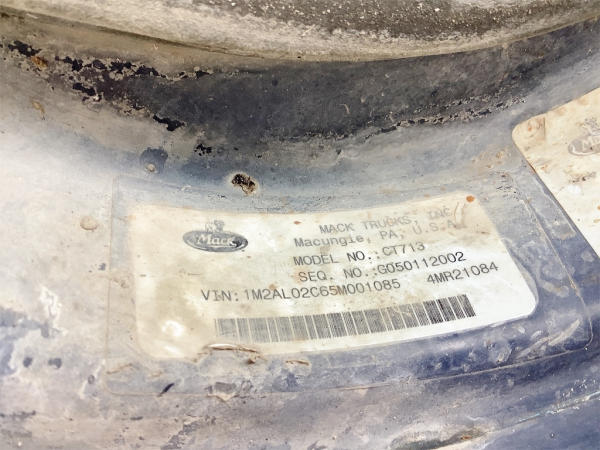 Mack
MACK TRUCKS, INC.
Macungie, PA, U.S.A.
MODEL NO.: CT713
SEQ. NO.:G050112002
VIN: 1M2AL02C65M001085 4MR21084